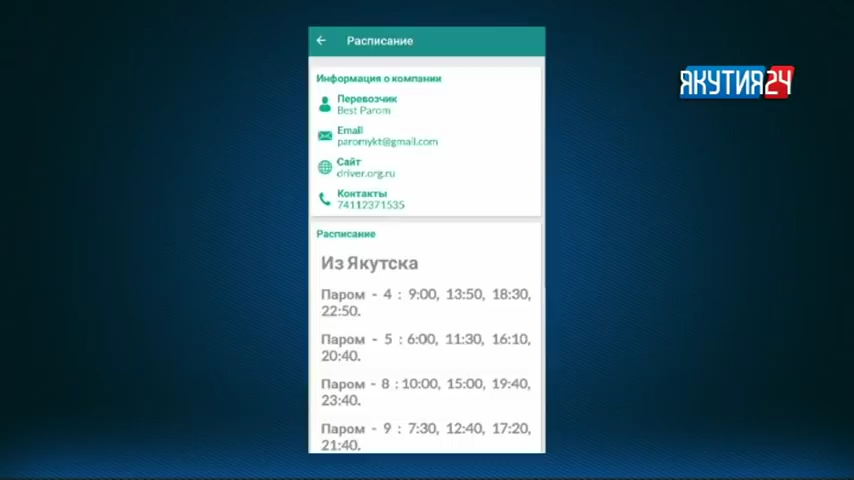 Расписание
ЯКУТИЯ24
Информация о компании
Перевозчик
Best Parom
Email
paromykt@gmail.com
Сайт
driver.org.ru
Контакты
74112371535
Расписание
Из Якутска
Паром - 4 : 9:00, 13:50, 18:30,
22:50.
Паром - 5 : 6:00, 11:30, 16:10,
20:40.
Паром - 8 : 10:00, 15:00, 19:40,
23:40.
Паром - 9 : 7:30, 12:40, 17:20,
21:40.